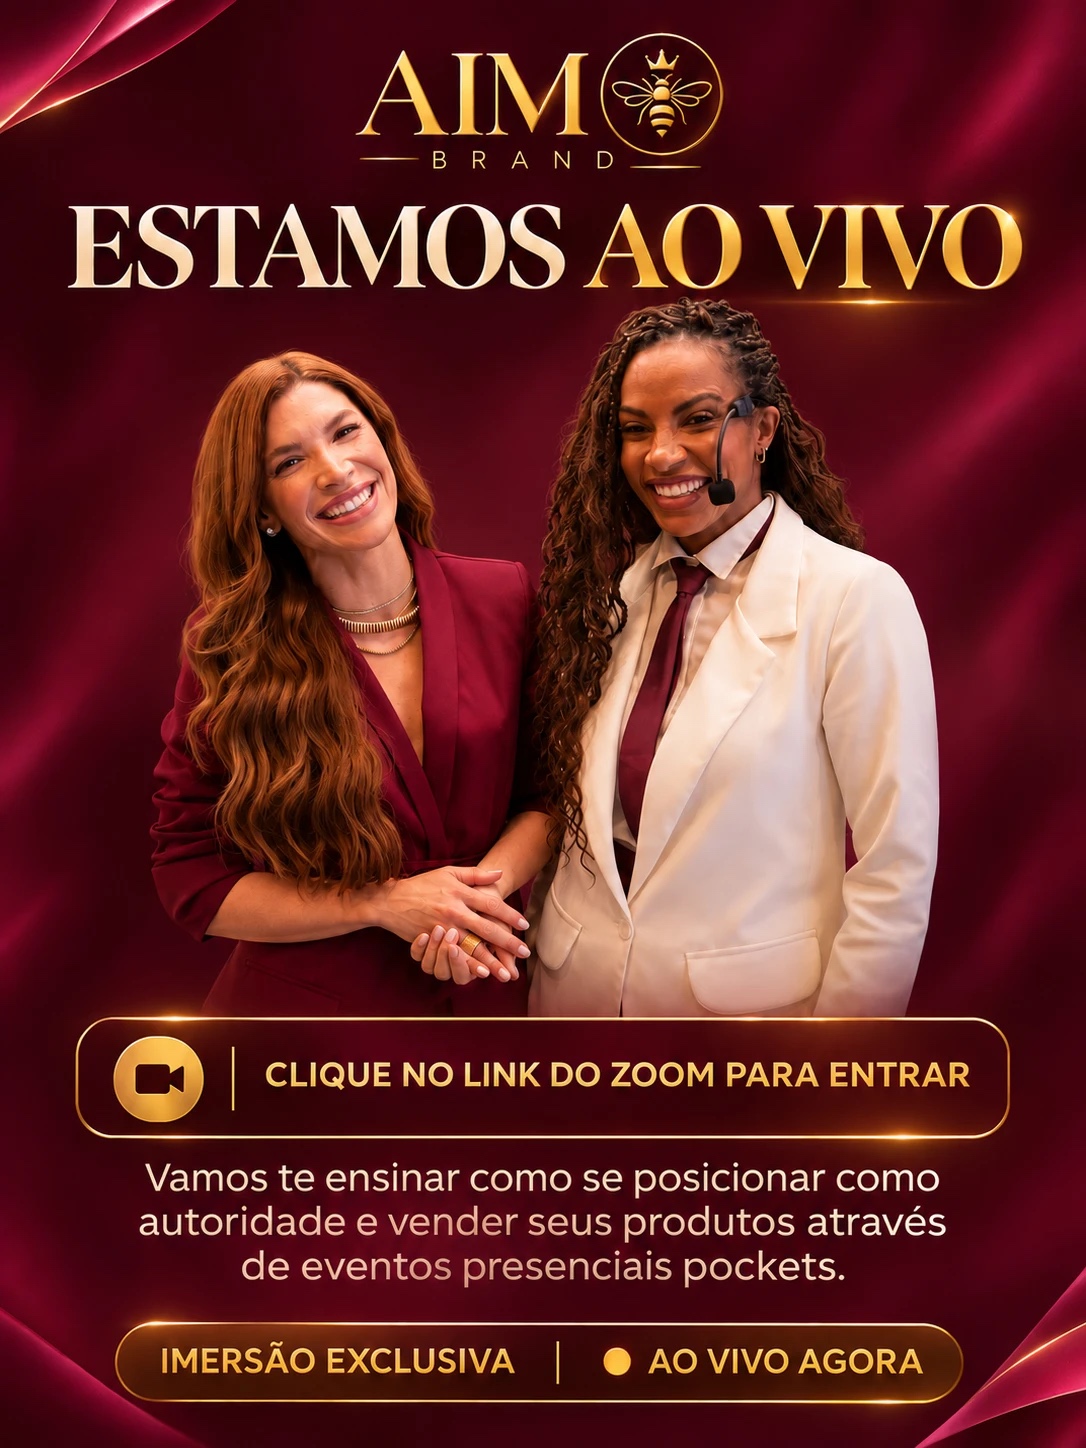 AIM
BRAND
ESTAMOS AO VIVO
CLIQUE NO LINK DO ZOOM PARA ENTRAR
Vamos te ensinar como se posicionar como
autoridade e vender seus produtos através
de eventos presenciais pockets.
IMERSÃO EXCLUSIVA | AO VIVO AGORA